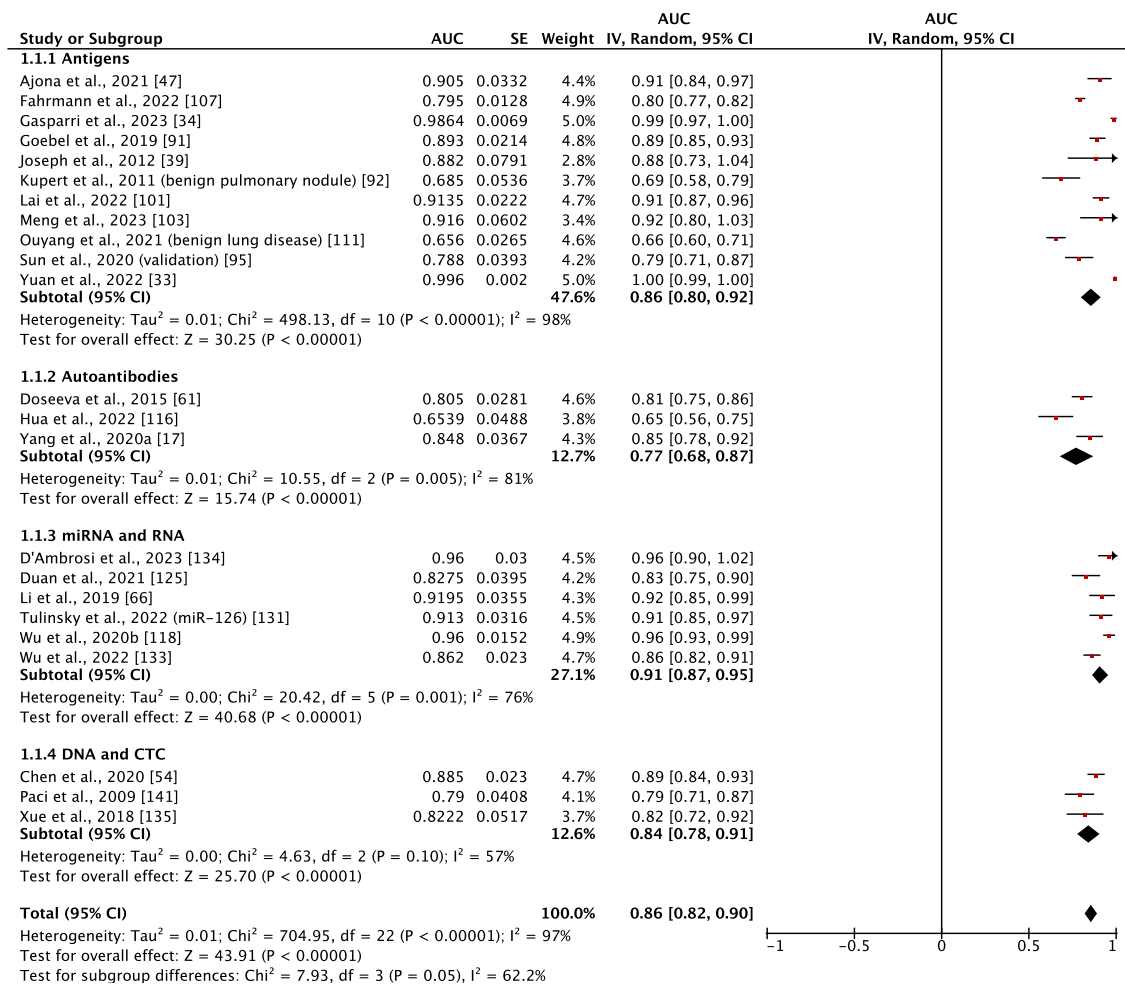 AUC AUC
Study or Subgroup AUC SE Weight IV, Random, 95% CI IV, Random, 95% CI
1.1.1 Antigens
Ajona et al., 2021 [47] 0.905 0.0332 4.4% 0.91 [0.84, 0.97]
Fahrmann et al., 2022 [107] 0.795 0.0128 4.9% 0.80 [0.77, 0.82]
Gasparri et al., 2023 [34] 0.9864 0.0069 5.0% 0.99 [0.97, 1.00]
Goebel et al., 2019 [91] 0.893 0.0214 4.8% 0.89 [0.85, 0.93]
Joseph et al., 2012 [39] 0.882 0.0791 2.8% 0.88 [0.73, 1.04]
Kupert et al., 2011 (benign pulmonary nodule) [92] 0.685 0.0536 3.7% 0.69 [0.58, 0.79]
Lai et al., 2022 [101] 0.9135 0.0222 4.7% 0.91 [0.87, 0.96]
Meng et al., 2023 [103] 0.916 0.0602 3.4% 0.92 [0.80, 1.03]
Ouyang et al., 2021 (benign lung disease) [111] 0.656 0.0265 4.6% 0.66 [0.60, 0.71]
Sun et al., 2020 (validation) [95] 0.788 0.0393 4.2% 0.79 [0.71, 0.87]
Yuan et al., 2022 [33] 0.996 0.002 5.0% 1.00 [0.99, 1.00]
Subtotal (95% CI) 47.6% 0.86 [0.80, 0.92]
Heterogeneity: Tau² = 0.01; Chi² = 498.13, df = 10 (P < 0.00001); I² = 98%
Test for overall effect: Z = 30.25 (P < 0.00001)
1.1.2 Autoantibodies
Doseeva et al., 2015 [61] 0.805 0.0281 4.6% 0.81 [0.75, 0.86]
Hua et al., 2022 [116] 0.6539 0.0488 3.8% 0.65 [0.56, 0.75]
Yang et al., 2020a [17] 0.848 0.0367 4.3% 0.85 [0.78, 0.92]
Subtotal (95% CI) 12.7% 0.77 [0.68, 0.87]
Heterogeneity: Tau² = 0.01; Chi² = 10.55, df = 2 (P = 0.005); I² = 81%
Test for overall effect: Z = 15.74 (P < 0.00001)
1.1.3 miRNA and RNA
D'Ambrosi et al., 2023 [134] 0.96 0.03 4.5% 0.96 [0.90, 1.02]
Duan et al., 2021 [125] 0.8275 0.0395 4.2% 0.83 [0.75, 0.90]
Li et al., 2019 [66] 0.9195 0.0355 4.3% 0.92 [0.85, 0.99]
Tulinsky et al., 2022 (miR-126) [131] 0.913 0.0316 4.5% 0.91 [0.85, 0.97]
Wu et al., 2020b [118] 0.96 0.0152 4.9% 0.96 [0.93, 0.99]
Wu et al., 2022 [133] 0.862 0.023 4.7% 0.86 [0.82, 0.91]
Subtotal (95% CI) 27.1% 0.91 [0.87, 0.95]
Heterogeneity: Tau² = 0.00; Chi² = 20.42, df = 5 (P = 0.001); I² = 76%
Test for overall effect: Z = 40.68 (P < 0.00001)
1.1.4 DNA and CTC
Chen et al., 2020 [54] 0.885 0.023 4.7% 0.89 [0.84, 0.93]
Paci et al., 2009 [141] 0.79 0.0408 4.1% 0.79 [0.71, 0.87]
Xue et al., 2018 [135] 0.8222 0.0517 3.7% 0.82 [0.72, 0.92]
Subtotal (95% CI) 12.6% 0.84 [0.78, 0.91]
Heterogeneity: Tau² = 0.00; Chi² = 4.63, df = 2 (P = 0.10); I² = 57%
Test for overall effect: Z = 25.70 (P < 0.00001)
Total (95% CI) 100.0% 0.86 [0.82, 0.90]
Heterogeneity: Tau² = 0.01; Chi² = 704.95, df = 22 (P < 0.00001); I² = 97%
−1 −0.5 0 0.5 1
Test for overall effect: Z = 43.91 (P < 0.00001)
Test for subgroup differences: Chi² = 7.93, df = 3 (P = 0.05), I² = 62.2%